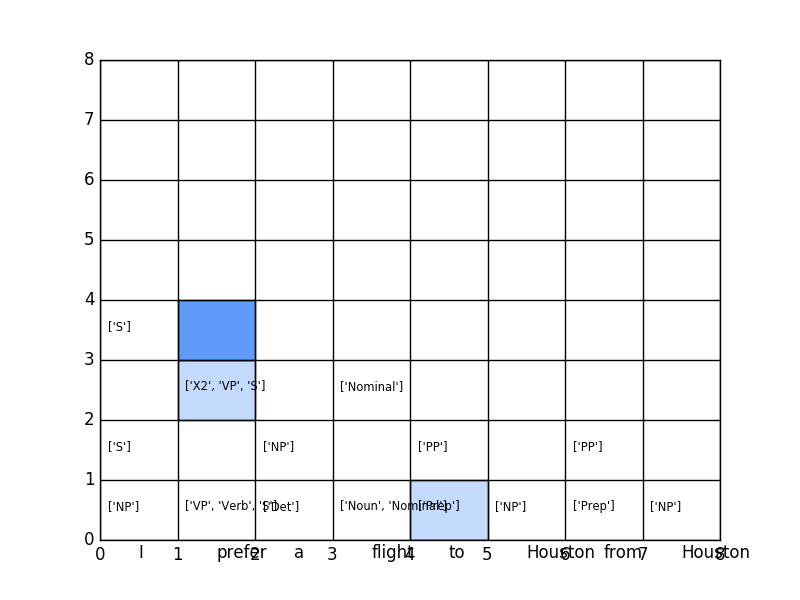 8
7
6
5
4
['S']
3
['X2', 'VP', 'S'] ['Nominal']
2
['S'] ['NP'] ['PP'] ['PP']
1
['NP'] ['VP', 'Verb', 'S'] ['Det'] ['Noun', 'Nominal'] ['Prep'] ['NP'] ['Prep'] ['NP']
0
I prefer a flight to Houston from Houston
0 1 2 3 4 5 6 7 8